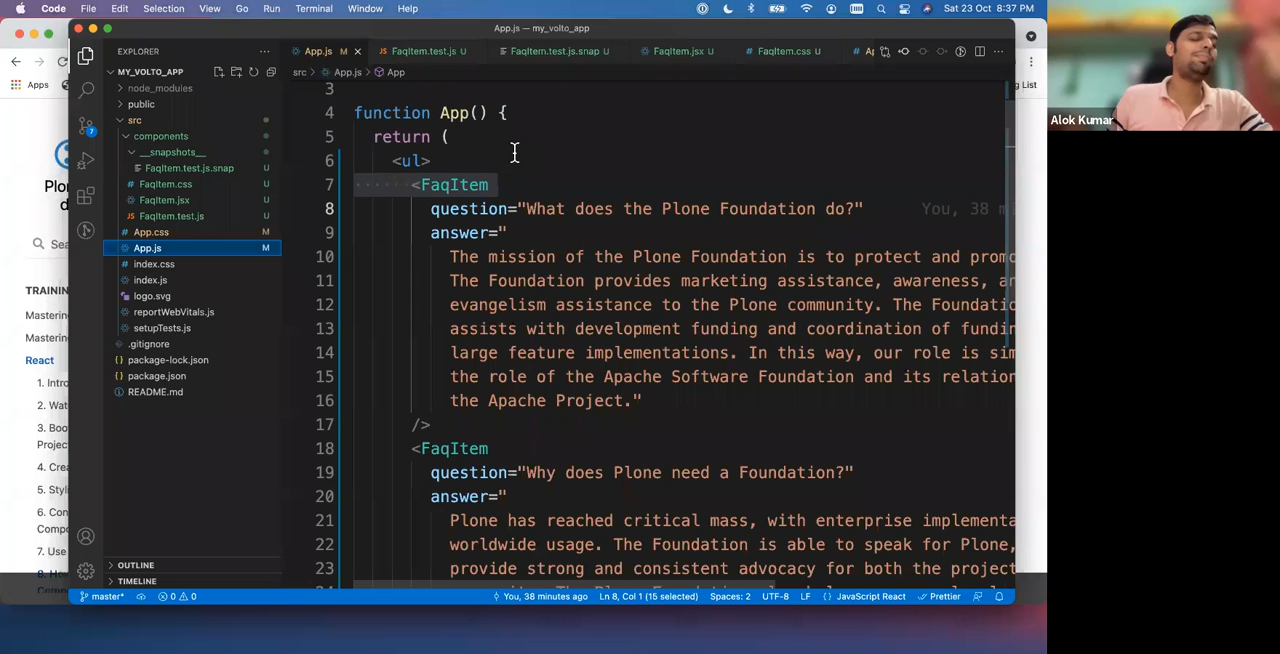 Code File Edit Selection View Go Run Terminal Window Help Sat 23 Oct 8:37 PM
App.js — my_volto_app
EXPLORER
App.js M
FaqItem.test.js U
FaqItem.test.js.snap U
FaqItem.jsx U
FaqItem.css U
MY_VOLTO_APP
src App.js App
node_modules
public
src
components
__snapshots__
FaqItem.test.js.snap U
FaqItem.css U
FaqItem.jsx U
FaqItem.test.js U
App.css M
App.js M
index.css
index.js
logo.svg
reportWebVitals.js
setupTests.js
.gitignore
package-lock.json
package.json
README.md
OUTLINE
TIMELINE
3
4 function App() {
5 return (
6 <ul>
7 <FaqItem
8 question="What does the Plone Foundation do?" You, 38
9 answer="
10 The mission of the Plone Foundation is to protect and
11 The Foundation provides marketing assistance, awareness,
12 evangelism assistance to the Plone community. The
13 assists with development funding and coordination of
14 large feature implementations. In this way, our role is
15 the role of the Apache Software Foundation and its
16 the Apache Project."
17 />
18 <FaqItem
19 question="Why does Plone need a Foundation?"
20 answer="
21 Plone has reached critical mass, with enterprise
22 worldwide usage. The Foundation is able to speak for Plone,
23 provide strong and consistent advocacy for both the
master* 0 0 You, 38 minutes ago Ln 8, Col 1 (15 selected) Spaces: 2 UTF-8 LF JavaScript React Prettier
7
Apps
Mastering
Mastering
React
Alok Kumar